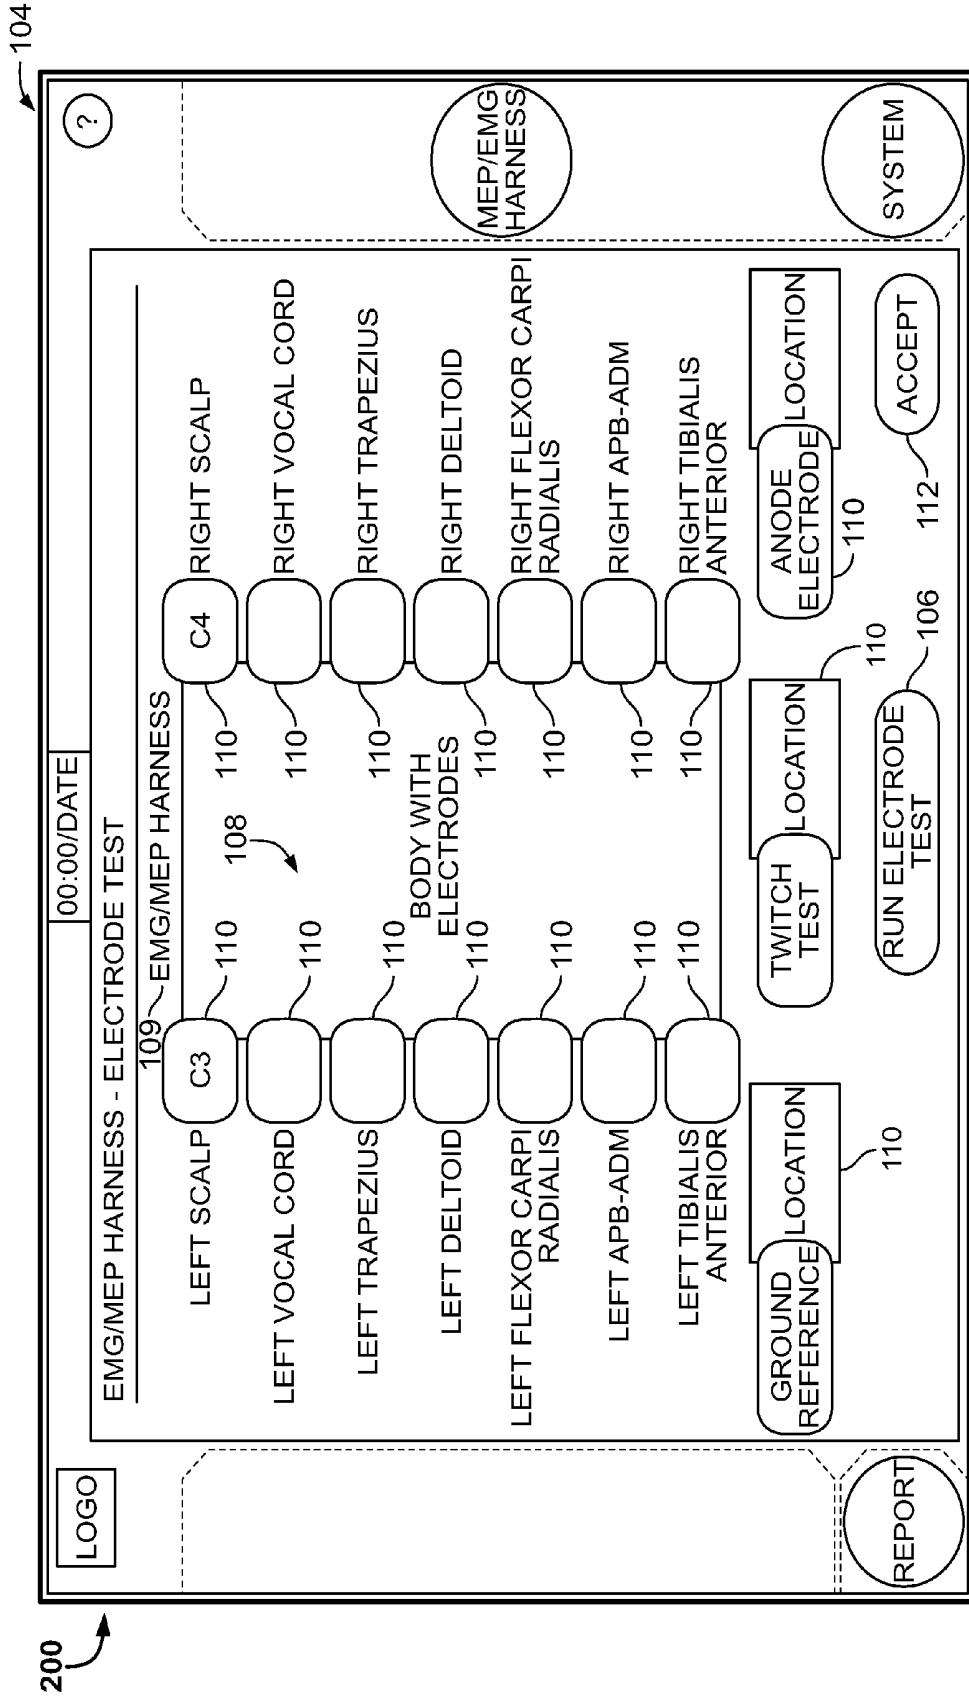 200
104
LOGO
00:00/DATE
?
EMG/MEP HARNESS - ELECTRODE TEST
109
EMG/MEP HARNESS
LEFT SCALP
C3
110
108
110
C4
RIGHT SCALP
LEFT VOCAL CORD
110
110
RIGHT VOCAL CORD
LEFT TRAPEZIUS
110
110
RIGHT TRAPEZIUS
BODY WITH
ELECTRODES
LEFT DELTOID
110
110
RIGHT DELTOID
LEFT FLEXOR CARPI
RADIALIS
110
110
RIGHT FLEXOR CARPI
RADIALIS
LEFT APB-ADM
110
110
RIGHT APB-ADM
LEFT TIBIALIS
ANTERIOR
110
110
RIGHT TIBIALIS
ANTERIOR
MEP/EMG
HARNESS
GROUND
REFERENCE
LOCATION
110
TWITCH
TEST
LOCATION
110
ANODE
ELECTRODE
LOCATION
110
RUN ELECTRODE
TEST
106
112
ACCEPT
REPORT
SYSTEM